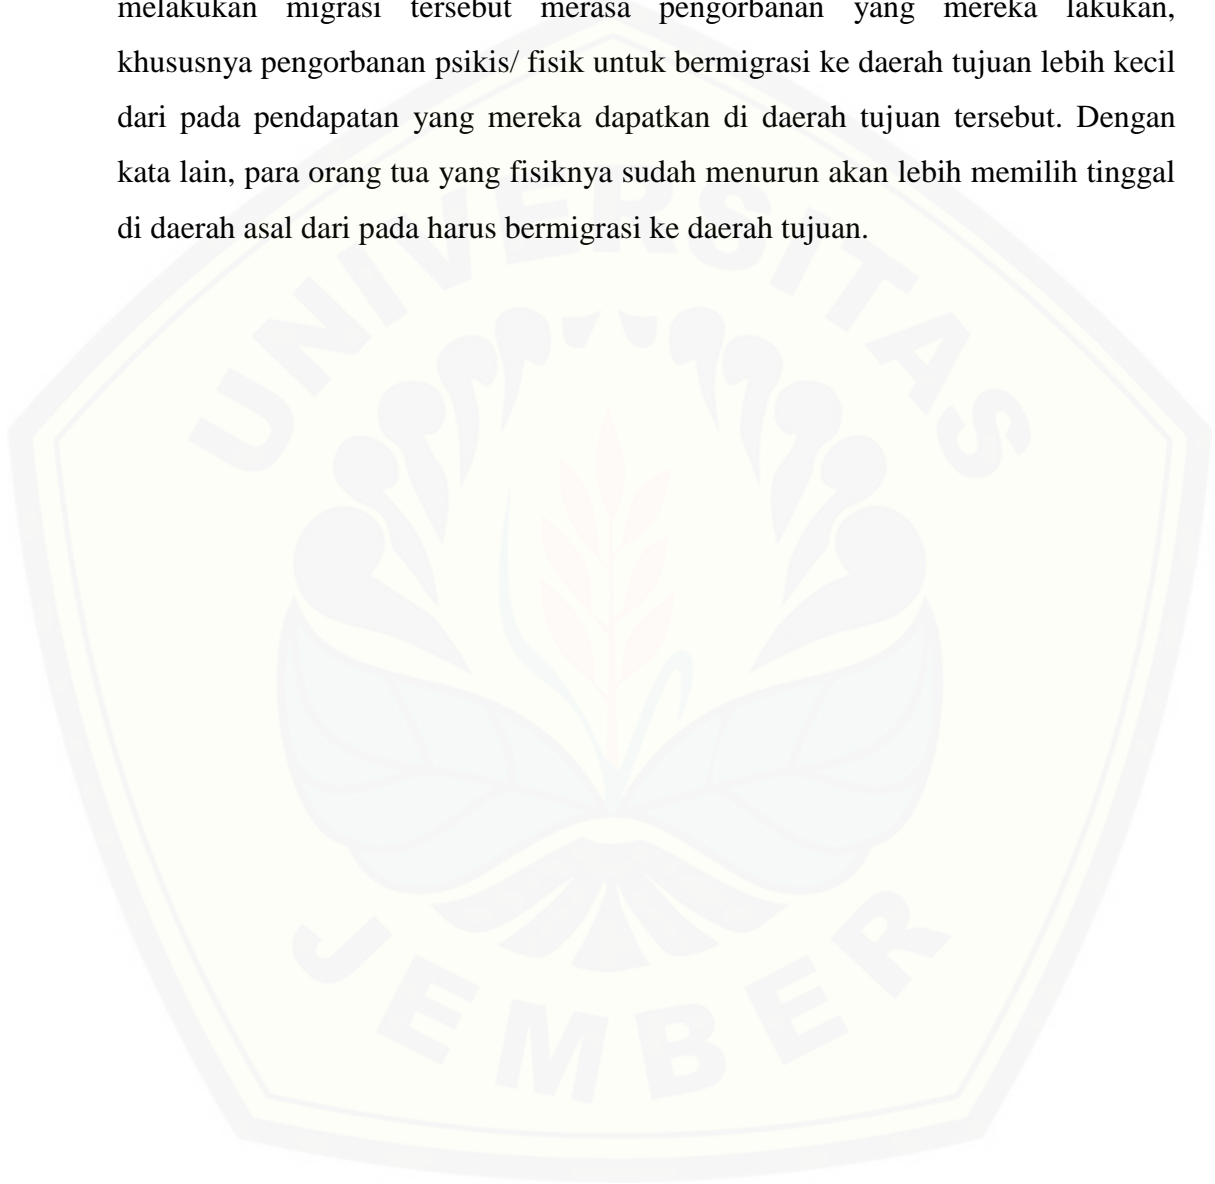 melakukan migrasi tersebut merasa pengorbanan yang mereka lakukan,
khususnya pengorbanan psikis/ fisik untuk bermigrasi ke daerah tujuan lebih kecil
dari pada pendapatan yang mereka dapatkan di daerah tujuan tersebut. Dengan
kata lain, para orang tua yang fisiknya sudah menurun akan lebih memilih tinggal
di daerah asal dari pada harus bermigrasi ke daerah tujuan.
UNIVERSITAS
JEMBER